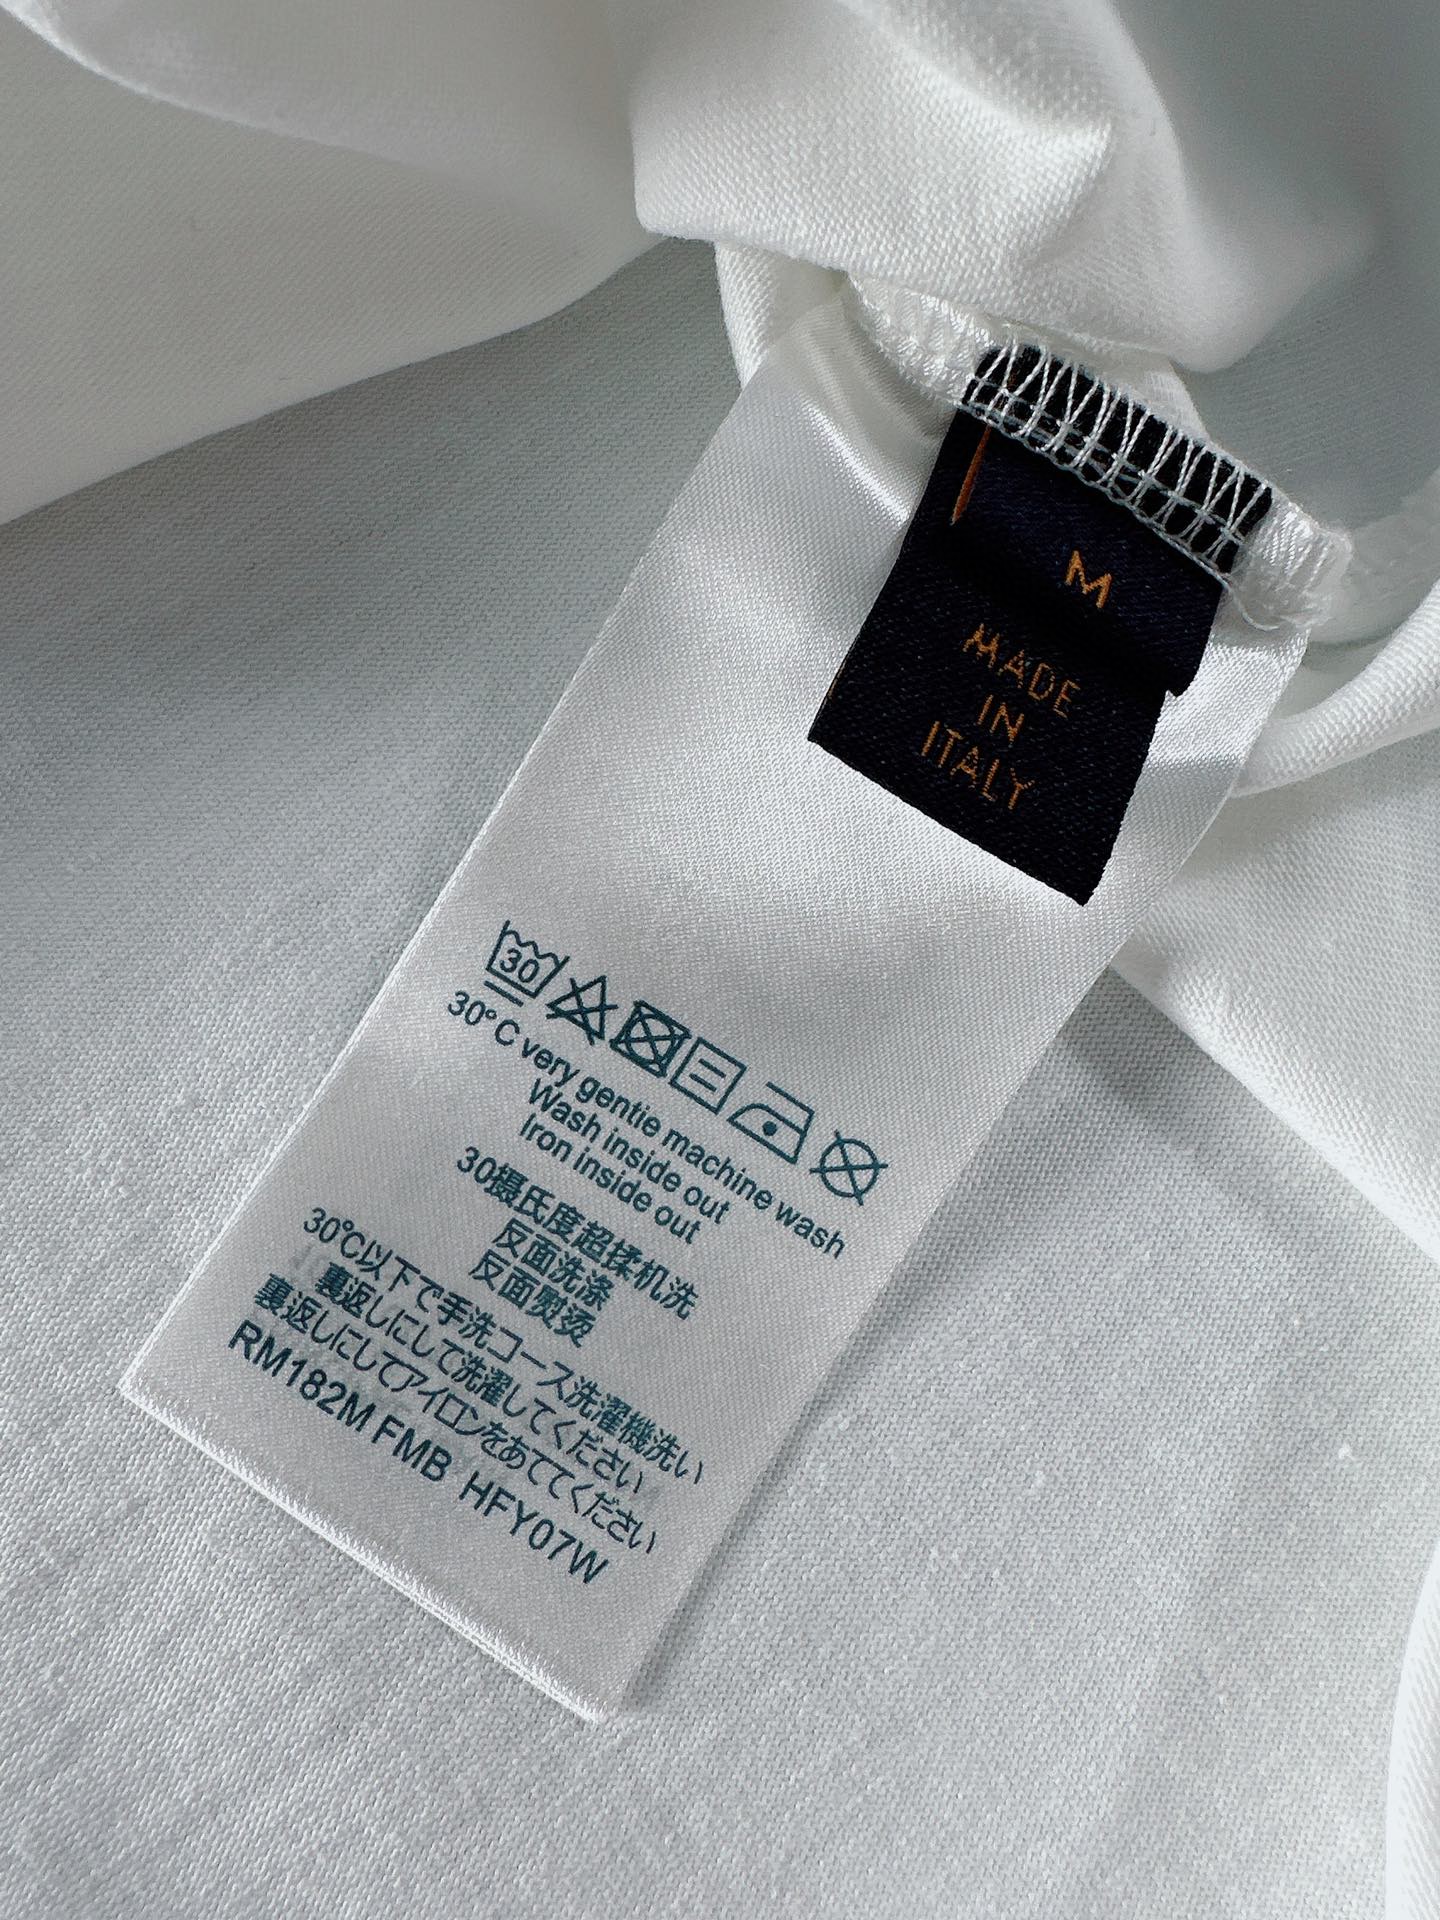 M
MADE
IN
ITALY
30
30°C very gentie machine wash
Wash inside out
Iron inside out
30摄氏度超揉机洗
反面洗涤
反面熨烫
30℃以下で手洗コース洗濯機洗い
裏返しにして洗濯してください
裏返しにしてアイロンをあててください
RM182M FMB HFY07W